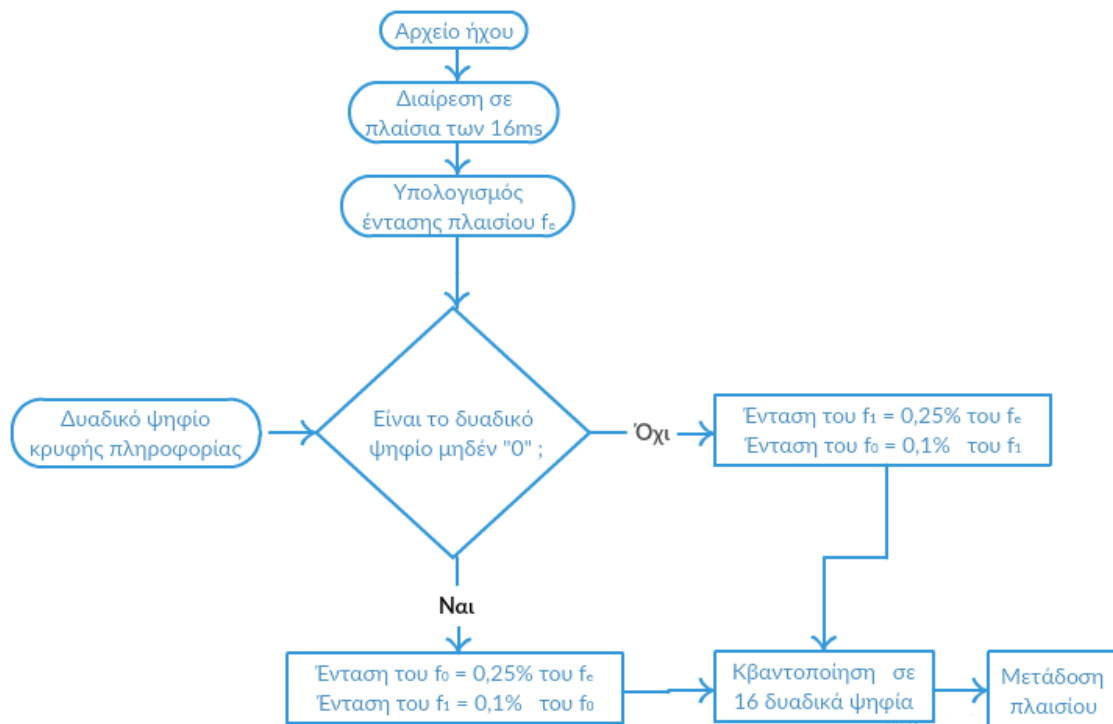 Αρχείο ήχου
Διαίρεση σε
πλαίσια των 16ms
Υπολογισμός
έντασης πλαισίου fₑ
Δυαδικό ψηφίο
κρυφής πληροφορίας
Είναι το δυαδικό
ψηφίο μηδέν "0" ;
Όχι
Ένταση του f₁ = 0,25% του fₑ
Ένταση του f₀ = 0,1% του f₁
Ναι
Ένταση του f₀ = 0,25% του fₑ
Ένταση του f₁ = 0,1% του f₀
Κβαντοποίηση σε
16 δυαδικά ψηφία
Μετάδοση
πλαισίου